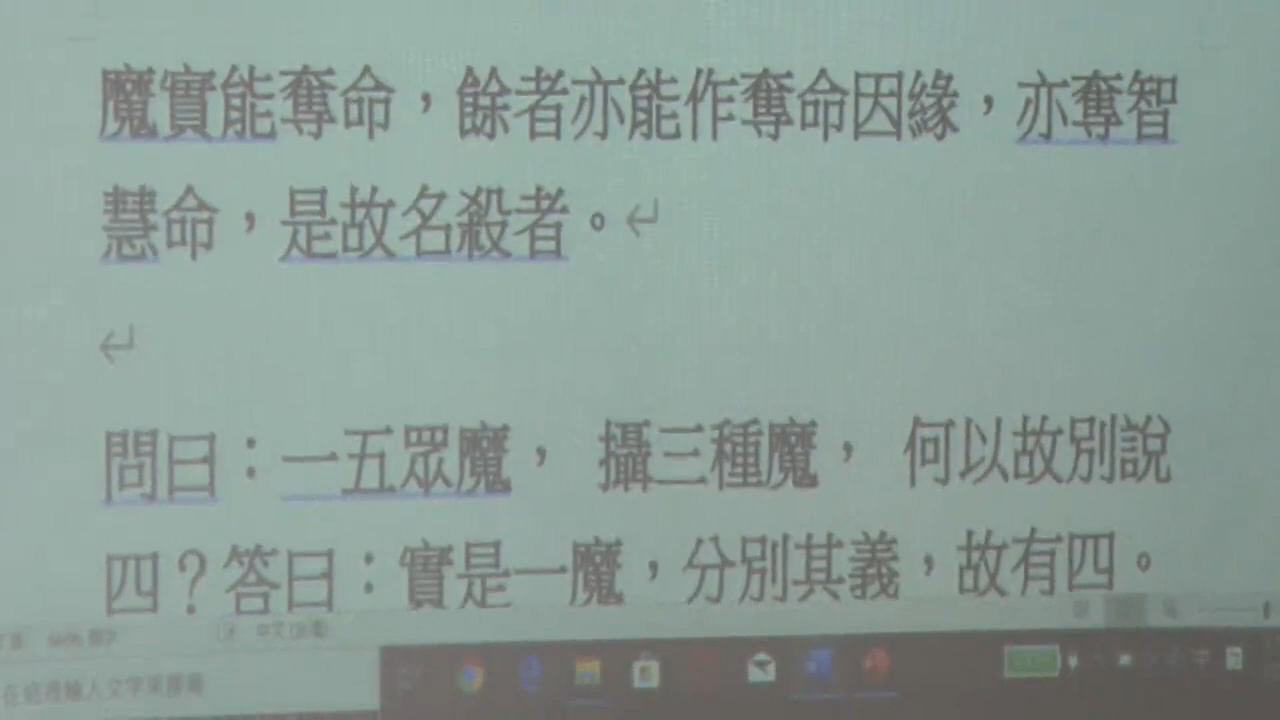 魔實能奪命，餘者亦能作奪命因緣，亦奪智
慧命，是故名殺者。↵
↵
問曰：一五眾魔， 攝三種魔， 何以故別說
四？答曰：實是一魔，分別其義，故有四。